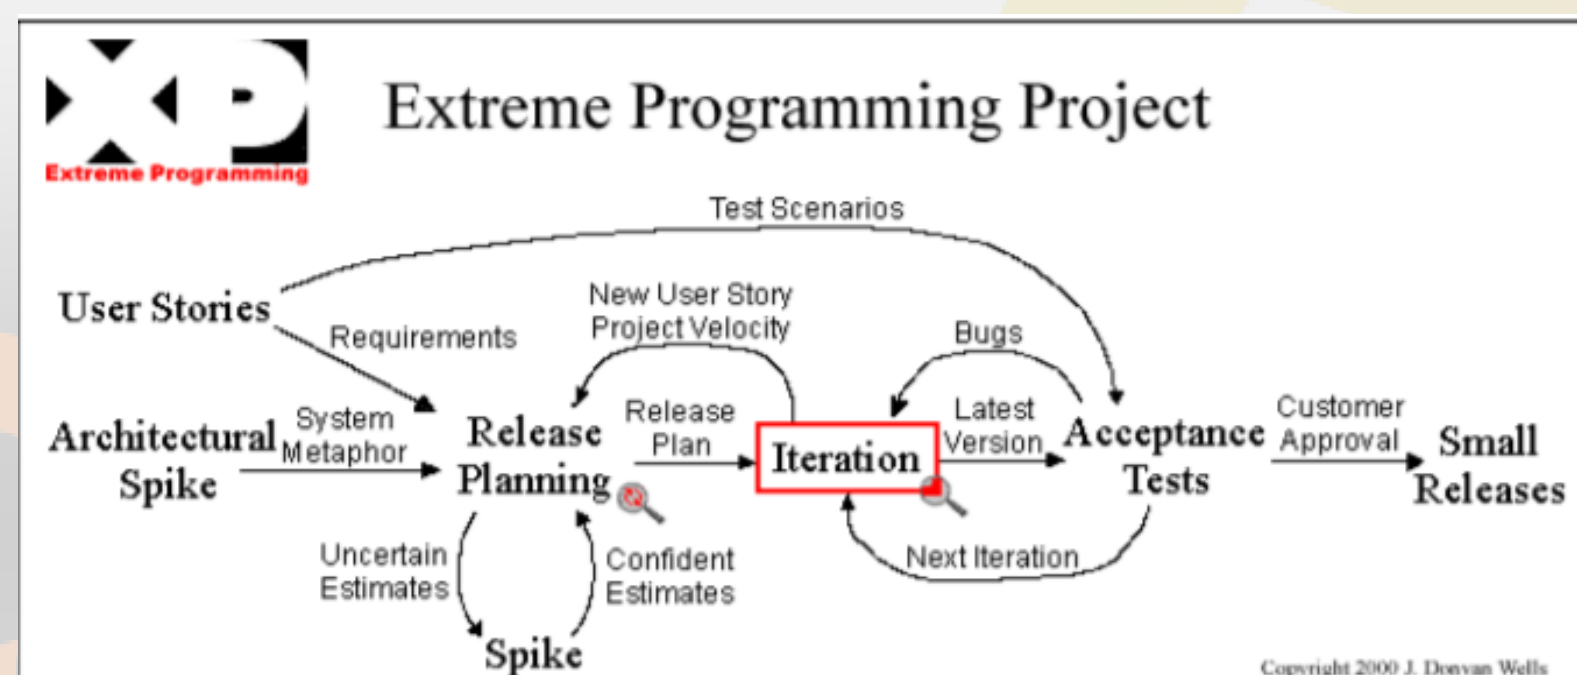 XP
Extreme Programming
Extreme Programming Project
Test Scenarios
User Stories
Requirements
New User Story
Project Velocity
Bugs
Architectural
Spike
System
Metaphor
Release
Planning
Release
Plan
Iteration
Latest
Version
Acceptance
Tests
Customer
Approval
Small
Releases
Uncertain
Estimates
Confident
Estimates
Next Iteration
Spike
Copyright 2000 J. Donvan Wells